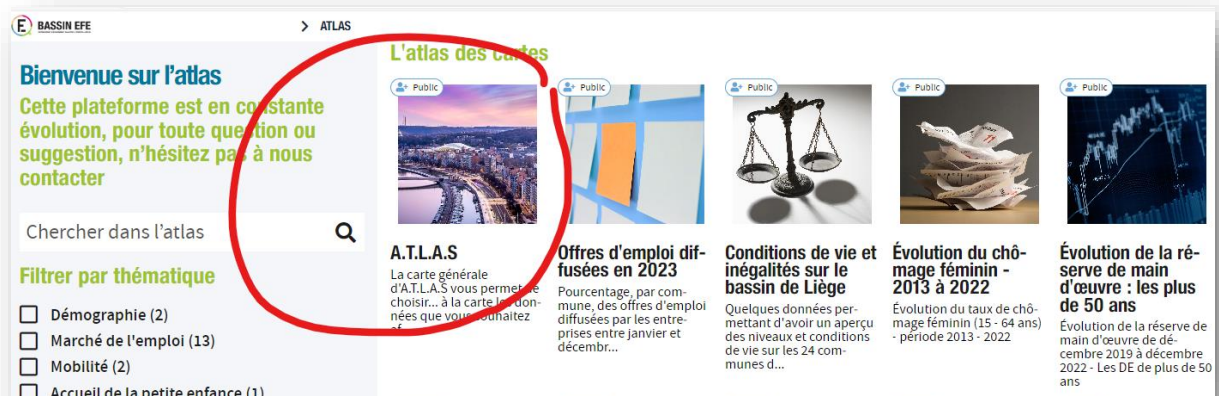 BASSIN EFE
> ATLAS
Bienvenue sur l'atlas
Cette plateforme est en constante
évolution, pour toute question ou
suggestion, n'hésitez pas à nous
contacter
Chercher dans l'atlas
Filtrer par thématique
Démographie (2)
Marché de l'emploi (13)
Mobilité (2)
Accueil de la petite enfance (1)
L'atlas des cartes
Public
A.T.L.A.S
La carte générale
d'A.T.L.A.S vous permet de
choisir... à la carte les don-
nées que vous souhaitez
af...
Public
Offres d'emploi dif-
fusées en 2023
Pourcentage, par com-
mune, des offres d'emploi
diffusées par les entre-
prises entre janvier et
décembr...
Public
Conditions de vie et
inégalités sur le
bassin de Liège
Quelques données per-
mettant d'avoir un aperçu
des niveaux et conditions
de vie sur les 24 com-
munes d...
Public
Évolution du chô-
mage féminin -
2013 à 2022
Évolution du taux de chô-
mage féminin (15 - 64 ans)
- période 2013 - 2022
Public
Évolution de la ré-
serve de main
d'œuvre : les plus
de 50 ans
Évolution de la réserve de
main d'œuvre de dé-
cembre 2019 à décembre
2022 - Les DE de plus de 50
ans